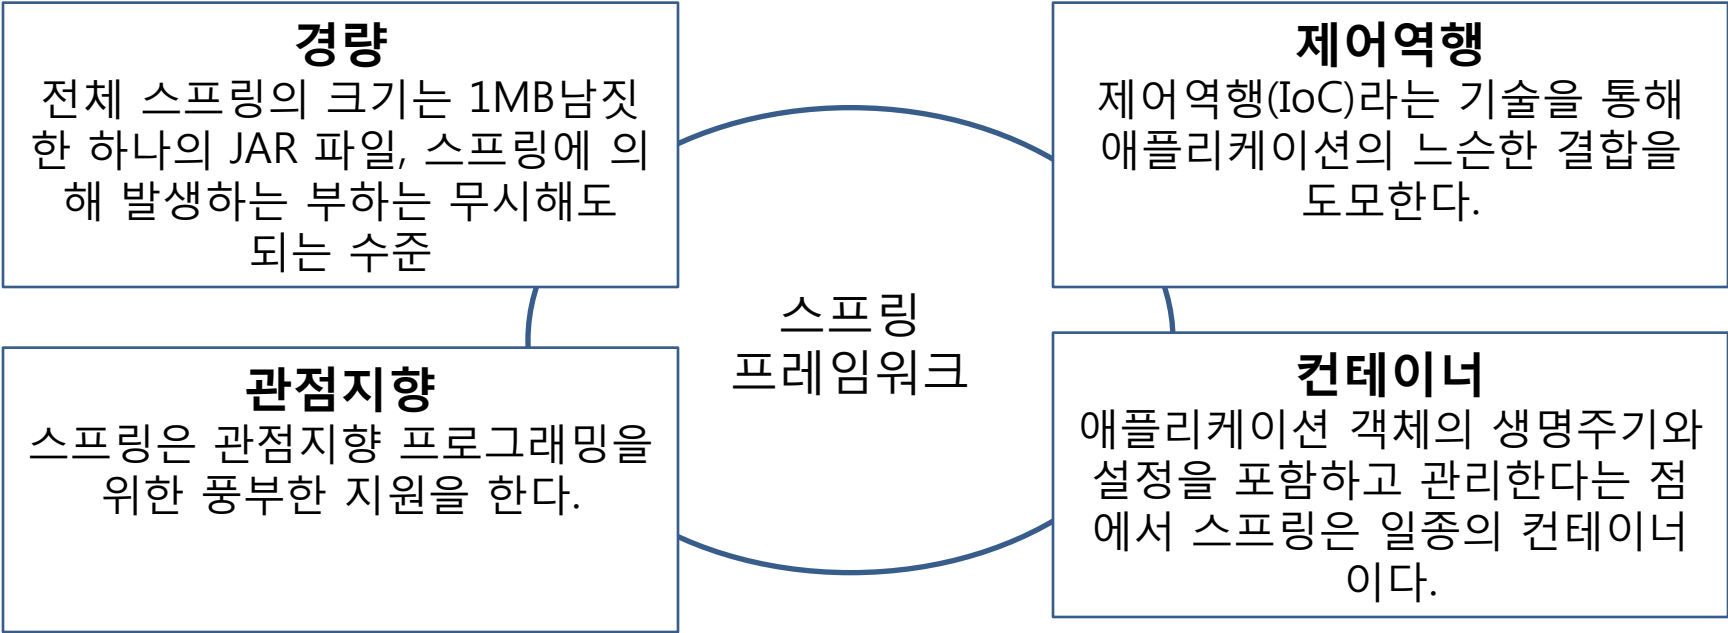 경량
전체 스프링의 크기는 1MB남짓
한 하나의 JAR 파일, 스프링에 의
해 발생하는 부하는 무시해도
되는 수준
제어역행
제어역행(IoC)라는 기술을 통해
애플리케이션의 느슨한 결합을
도모한다.
스프링
프레임워크
관점지향
스프링은 관점지향 프로그래밍을
위한 풍부한 지원을 한다.
컨테이너
애플리케이션 객체의 생명주기와
설정을 포함하고 관리한다는 점
에서 스프링은 일종의 컨테이너
이다.